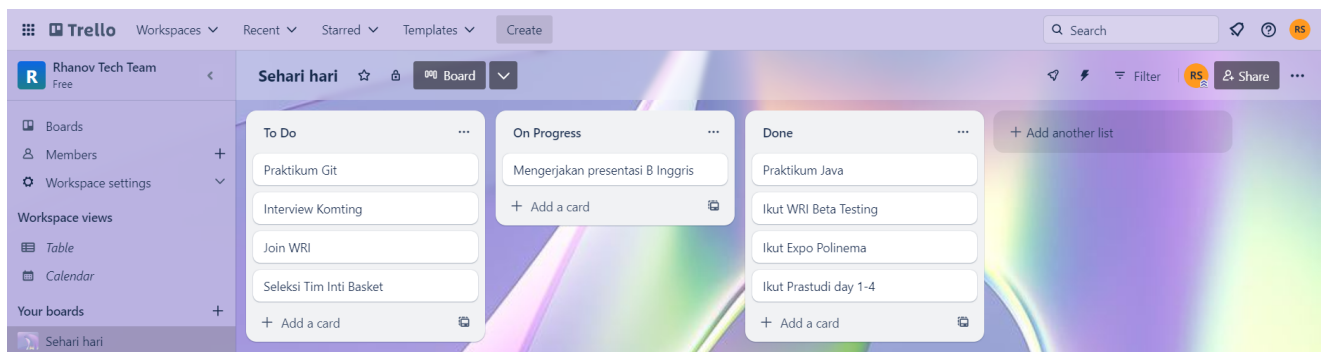 Trello
Workspaces
Recent
Starred
Templates
Create
Search
RS
R
Rhanov Tech Team
Free
Sehari hari
Board
Filter
RS
Share
Boards
Members
Workspace settings
Workspace views
Table
Calendar
Your boards
Sehari hari
To Do
Praktikum Git
Interview Komting
Join WRI
Seleksi Tim Inti Basket
+ Add a card
On Progress
Mengerjakan presentasi B Inggris
+ Add a card
Done
Praktikum Java
Ikut WRI Beta Testing
Ikut Expo Polinema
Ikut Prastudi day 1-4
+ Add a card
+ Add another list